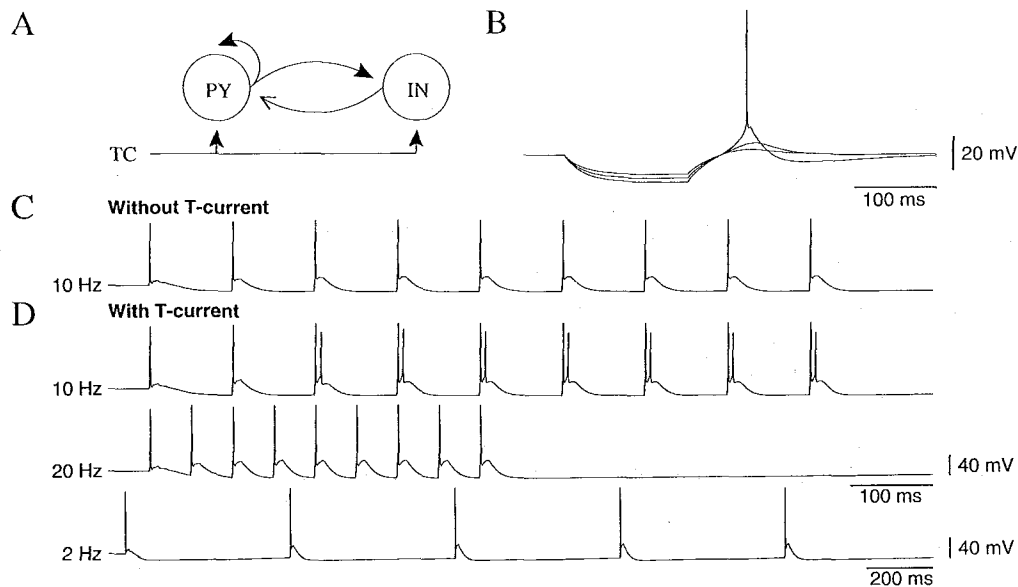 A
B
PY
IN
TC
20 mV
100 ms
C
Without T-current
10 Hz
D
With T-current
10 Hz
20 Hz
40 mV
100 ms
2 Hz
40 mV
200 ms